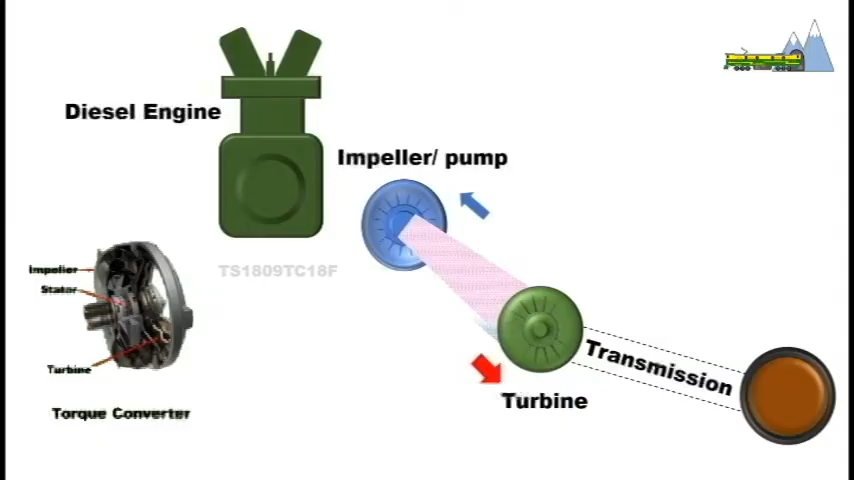 Diesel Engine
Impeller/ pump
TS1809TC18F
Impeller
Stator
Turbine
Torque Converter
Transmission
Turbine